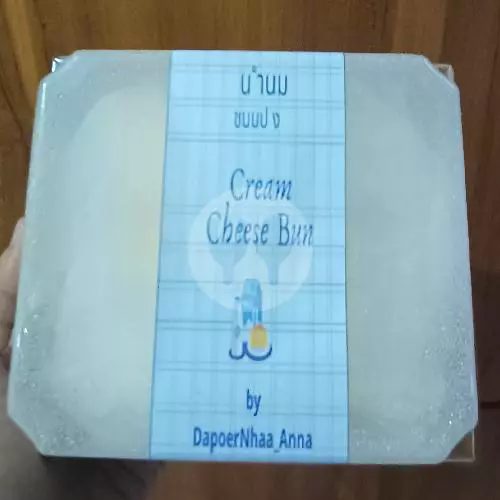 น้ำนม
ขนมปัง
Cream
Cheese Bun
by
DapoerNhaa_Anna